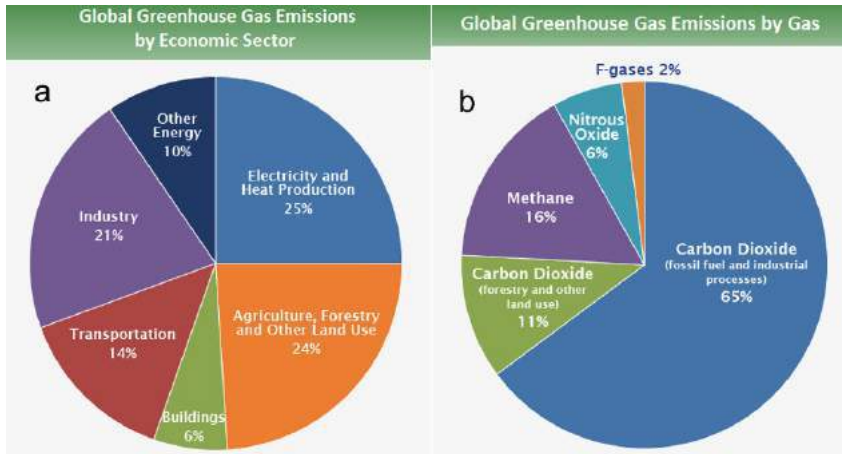 Global Greenhouse Gas Emissions
by Economic Sector
a
Other
Energy
10%
Electricity and
Heat Production
25%
Industry
21%
Agriculture, Forestry
and Other Land Use
24%
Transportation
14%
Buildings
6%
Global Greenhouse Gas Emissions by Gas
b
F-gases 2%
Nitrous
Oxide
6%
Methane
16%
Carbon Dioxide
(fossil fuel and industrial
processes)
65%
Carbon Dioxide
(forestry and other
land use)
11%